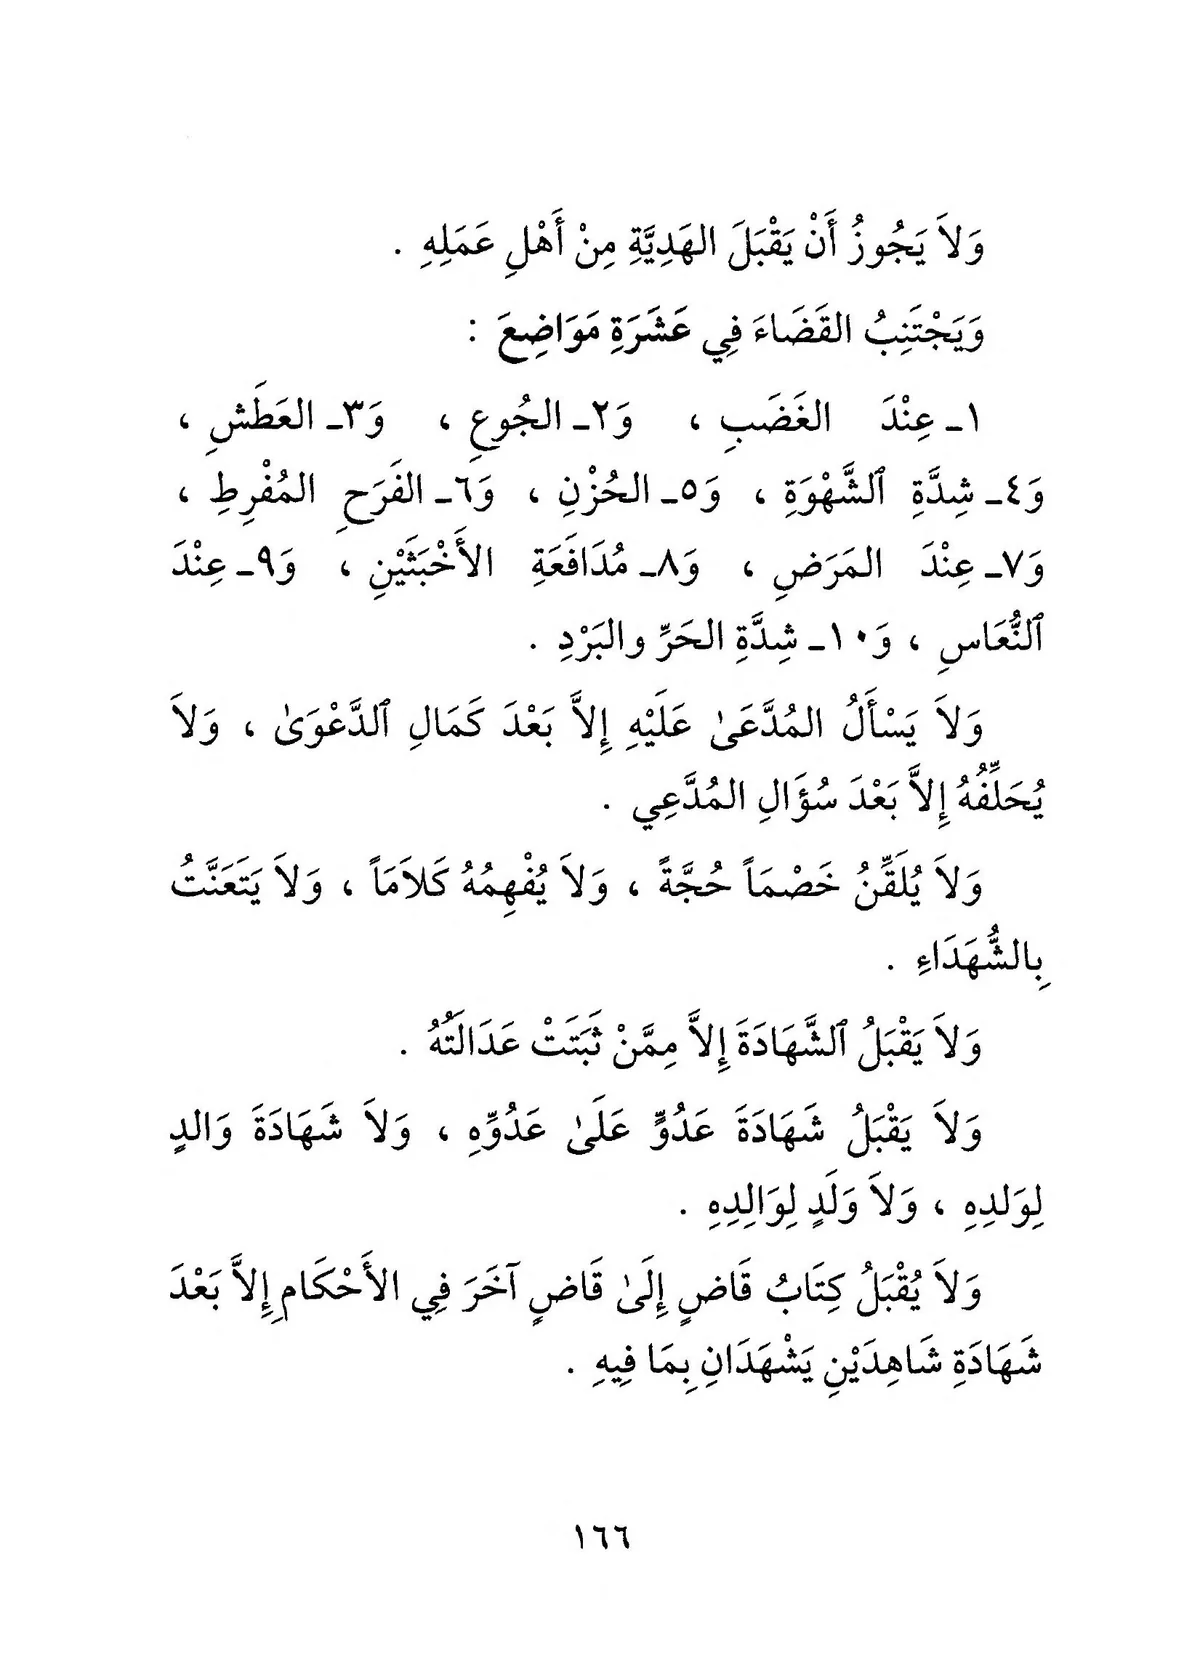 وَلاَ يَجُوزُ أَنْ يَقْبَلَ الهَدِيَّةِ مِنْ أَهْلِ عَمَلِهِ .
وَيَجْتَنِبُ القَضَاءَ فِي عَشَرَةِ مَوَاضِعَ :
١ـ عِنْدَ الغَضَبِ ، وَ٢ـ الجُوعِ ، وَ٣ـ العَطَشِ ،
وَ٤ـ شِدَّةِ ٱلشَّهْوَةِ ، وَ٥ـ الحُزْنِ ، وَ٦ـ الفَرَحِ المُفْرِطِ ،
وَ٧ـ عِنْدَ المَرَضِ ، وَ٨ـ مُدَافَعَةِ الأَخْبَثَيْنِ ، وَ٩ـ عِنْدَ
ٱلنُّعَاسِ ، وَ١٠ـ شِدَّةِ الحَرِّ والبَرْدِ .
وَلاَ يَسْأَلُ المُدَّعَىٰ عَلَيْهِ إِلاَّ بَعْدَ كَمَالِ ٱلدَّعْوَىٰ ، وَلاَ
يُحَلِّفُهُ إِلاَّ بَعْدَ سُؤَالِ المُدَّعِي .
وَلاَ يُلَقِّنُ خَصْمَاً حُجَّةً ، وَلاَ يُفْهِمُهُ كَلاَمَاً ، وَلاَ يَتَعَنَّتُ
بِالشُّهَدَاءِ .
وَلاَ يَقْبَلُ ٱلشَّهَادَةَ إِلاَّ مِمَّنْ ثَبَتَتْ عَدَالَتُهُ .
وَلاَ يَقْبَلُ شَهَادَةَ عَدُوٍّ عَلَىٰ عَدُوِّهِ ، وَلاَ شَهَادَةَ وَالدٍ
لِوَلدِهِ ، وَلاَ وَلَدٍ لِوَالِدِهِ .
وَلاَ يُقْبَلُ كِتَابُ قَاضٍ إِلَىٰ قَاضٍ آخَرَ فِي الأَحْكَامِ إِلاَّ بَعْدَ
شَهَادَةِ شَاهِدَيْنِ يَشْهَدَانِ بِمَا فِيهِ .
١٦٦